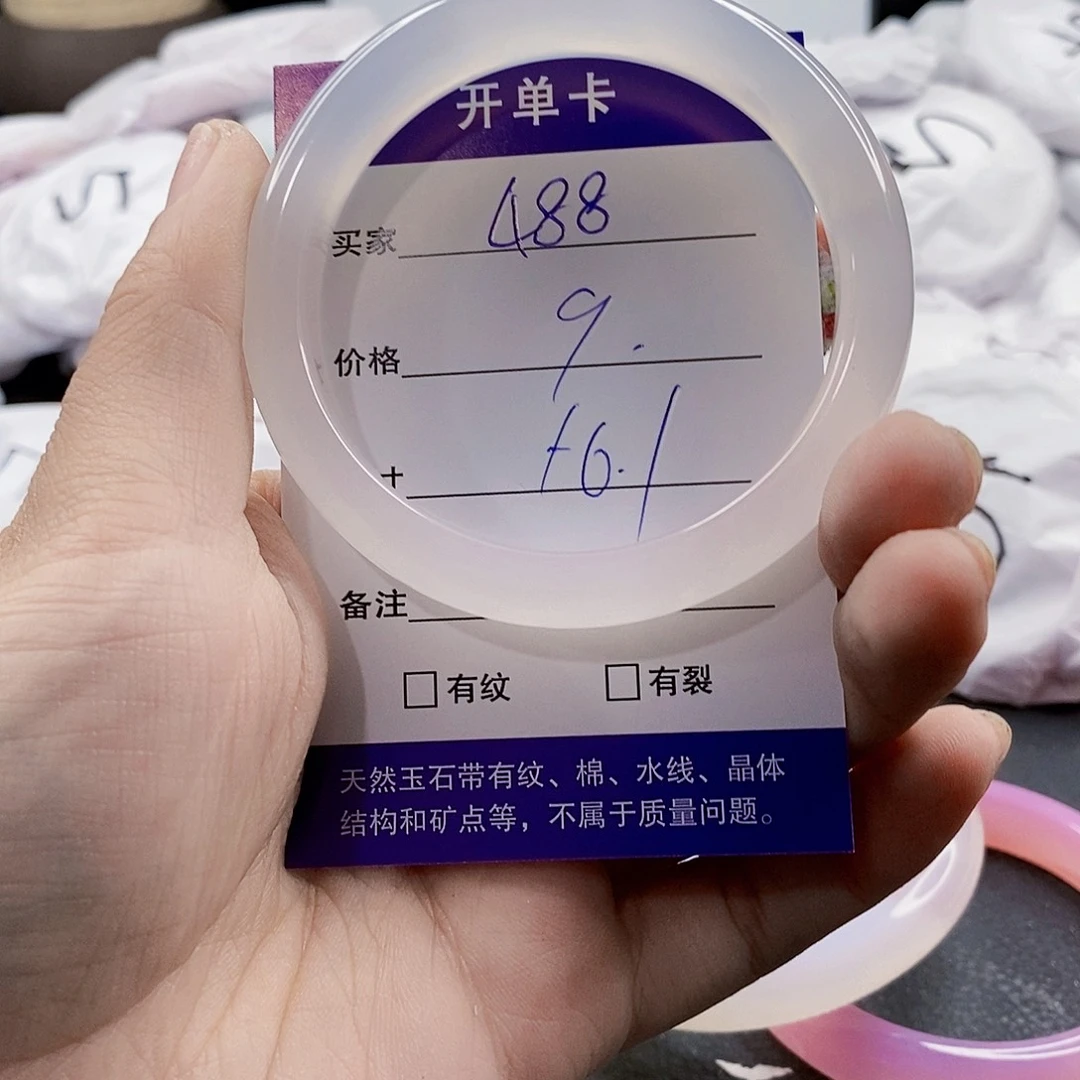 开单卡
买家 488
价格 9.
+ +6.1
备注
有纹 有裂
天然玉石带有纹、棉、水线、晶体
结构和矿点等，不属于质量问题。